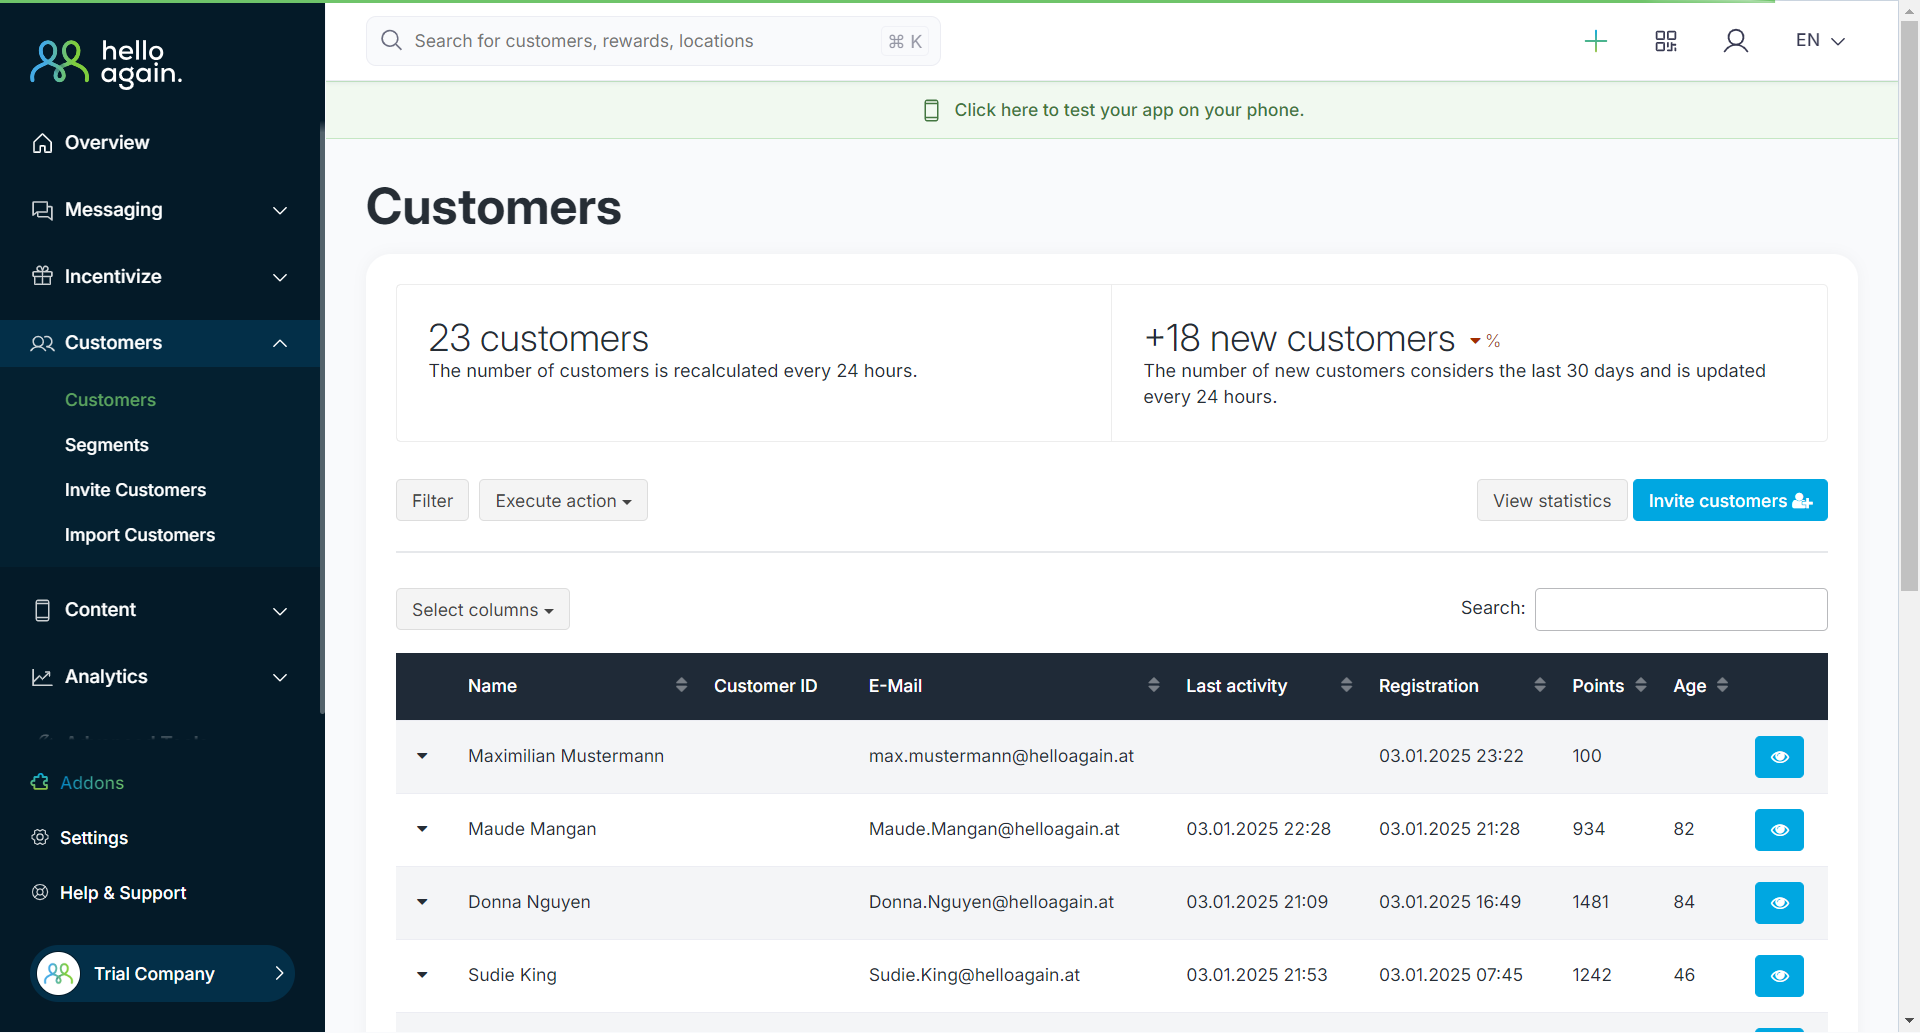 hello
again.
Overview
Messaging
Incentivize
Customers
Customers
Segments
Invite Customers
Import Customers
Content
Analytics
Addons
Settings
Help & Support
Trial Company
Search for customers, rewards, locations
⌘ K
EN
Click here to test your app on your phone.
Customers
23 customers
The number of customers is recalculated every 24 hours.
+18 new customers %
The number of new customers considers the last 30 days and is updated
every 24 hours.
Filter
Execute action
View statistics
Invite customers
Select columns
Search:
Name Customer ID E-Mail Last activity Registration Points Age
Maximilian Mustermann max.mustermann@helloagain.at 03.01.2025 23:22 100
Maude Mangan Maude.Mangan@helloagain.at 03.01.2025 22:28 03.01.2025 21:28 934 82
Donna Nguyen Donna.Nguyen@helloagain.at 03.01.2025 21:09 03.01.2025 16:49 1481 84
Sudie King Sudie.King@helloagain.at 03.01.2025 21:53 03.01.2025 07:45 1242 46